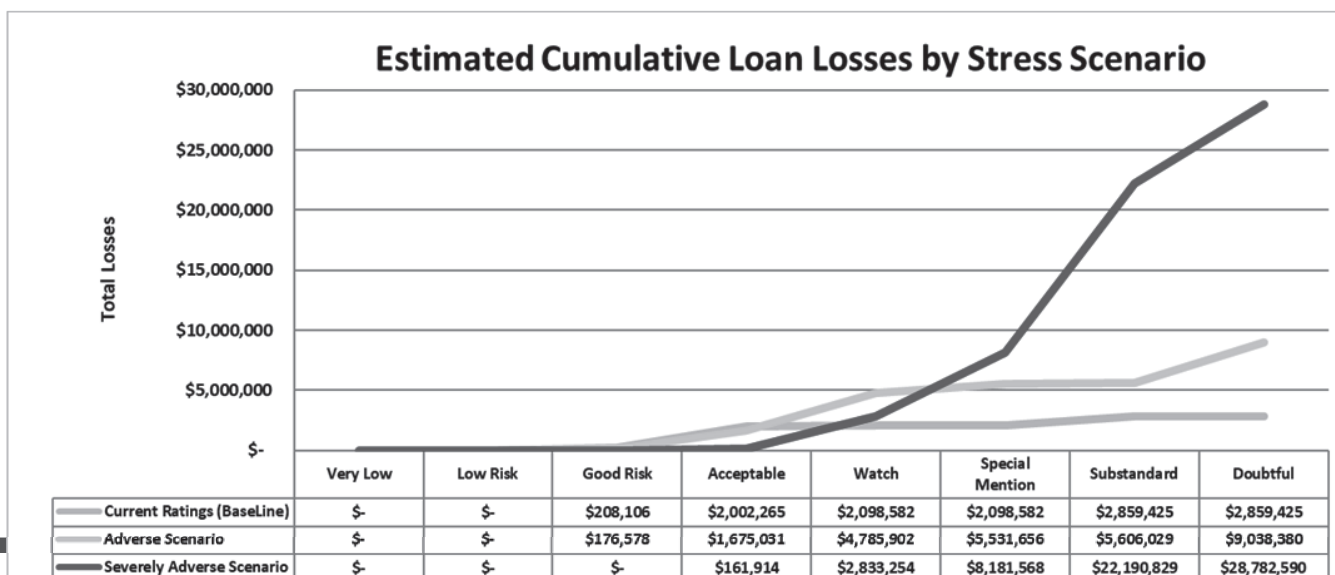 Estimated Cumulative Loan Losses by Stress Scenario
$30,000,000
$25,000,000
$20,000,000
$15,000,000
$10,000,000
$5,000,000
$-
Total Losses
Very Low Low Risk Good Risk Acceptable Watch Special Mention Substandard Doubtful
Current Ratings (BaseLine) $- $- $208,106 $2,002,265 $2,098,582 $2,098,582 $2,859,425 $2,859,425
Adverse Scenario $- $- $176,578 $1,675,031 $4,785,902 $5,531,656 $5,606,029 $9,038,380
Severely Adverse Scenario $- $- $- $161,914 $2,833,254 $8,181,568 $22,190,829 $28,782,590